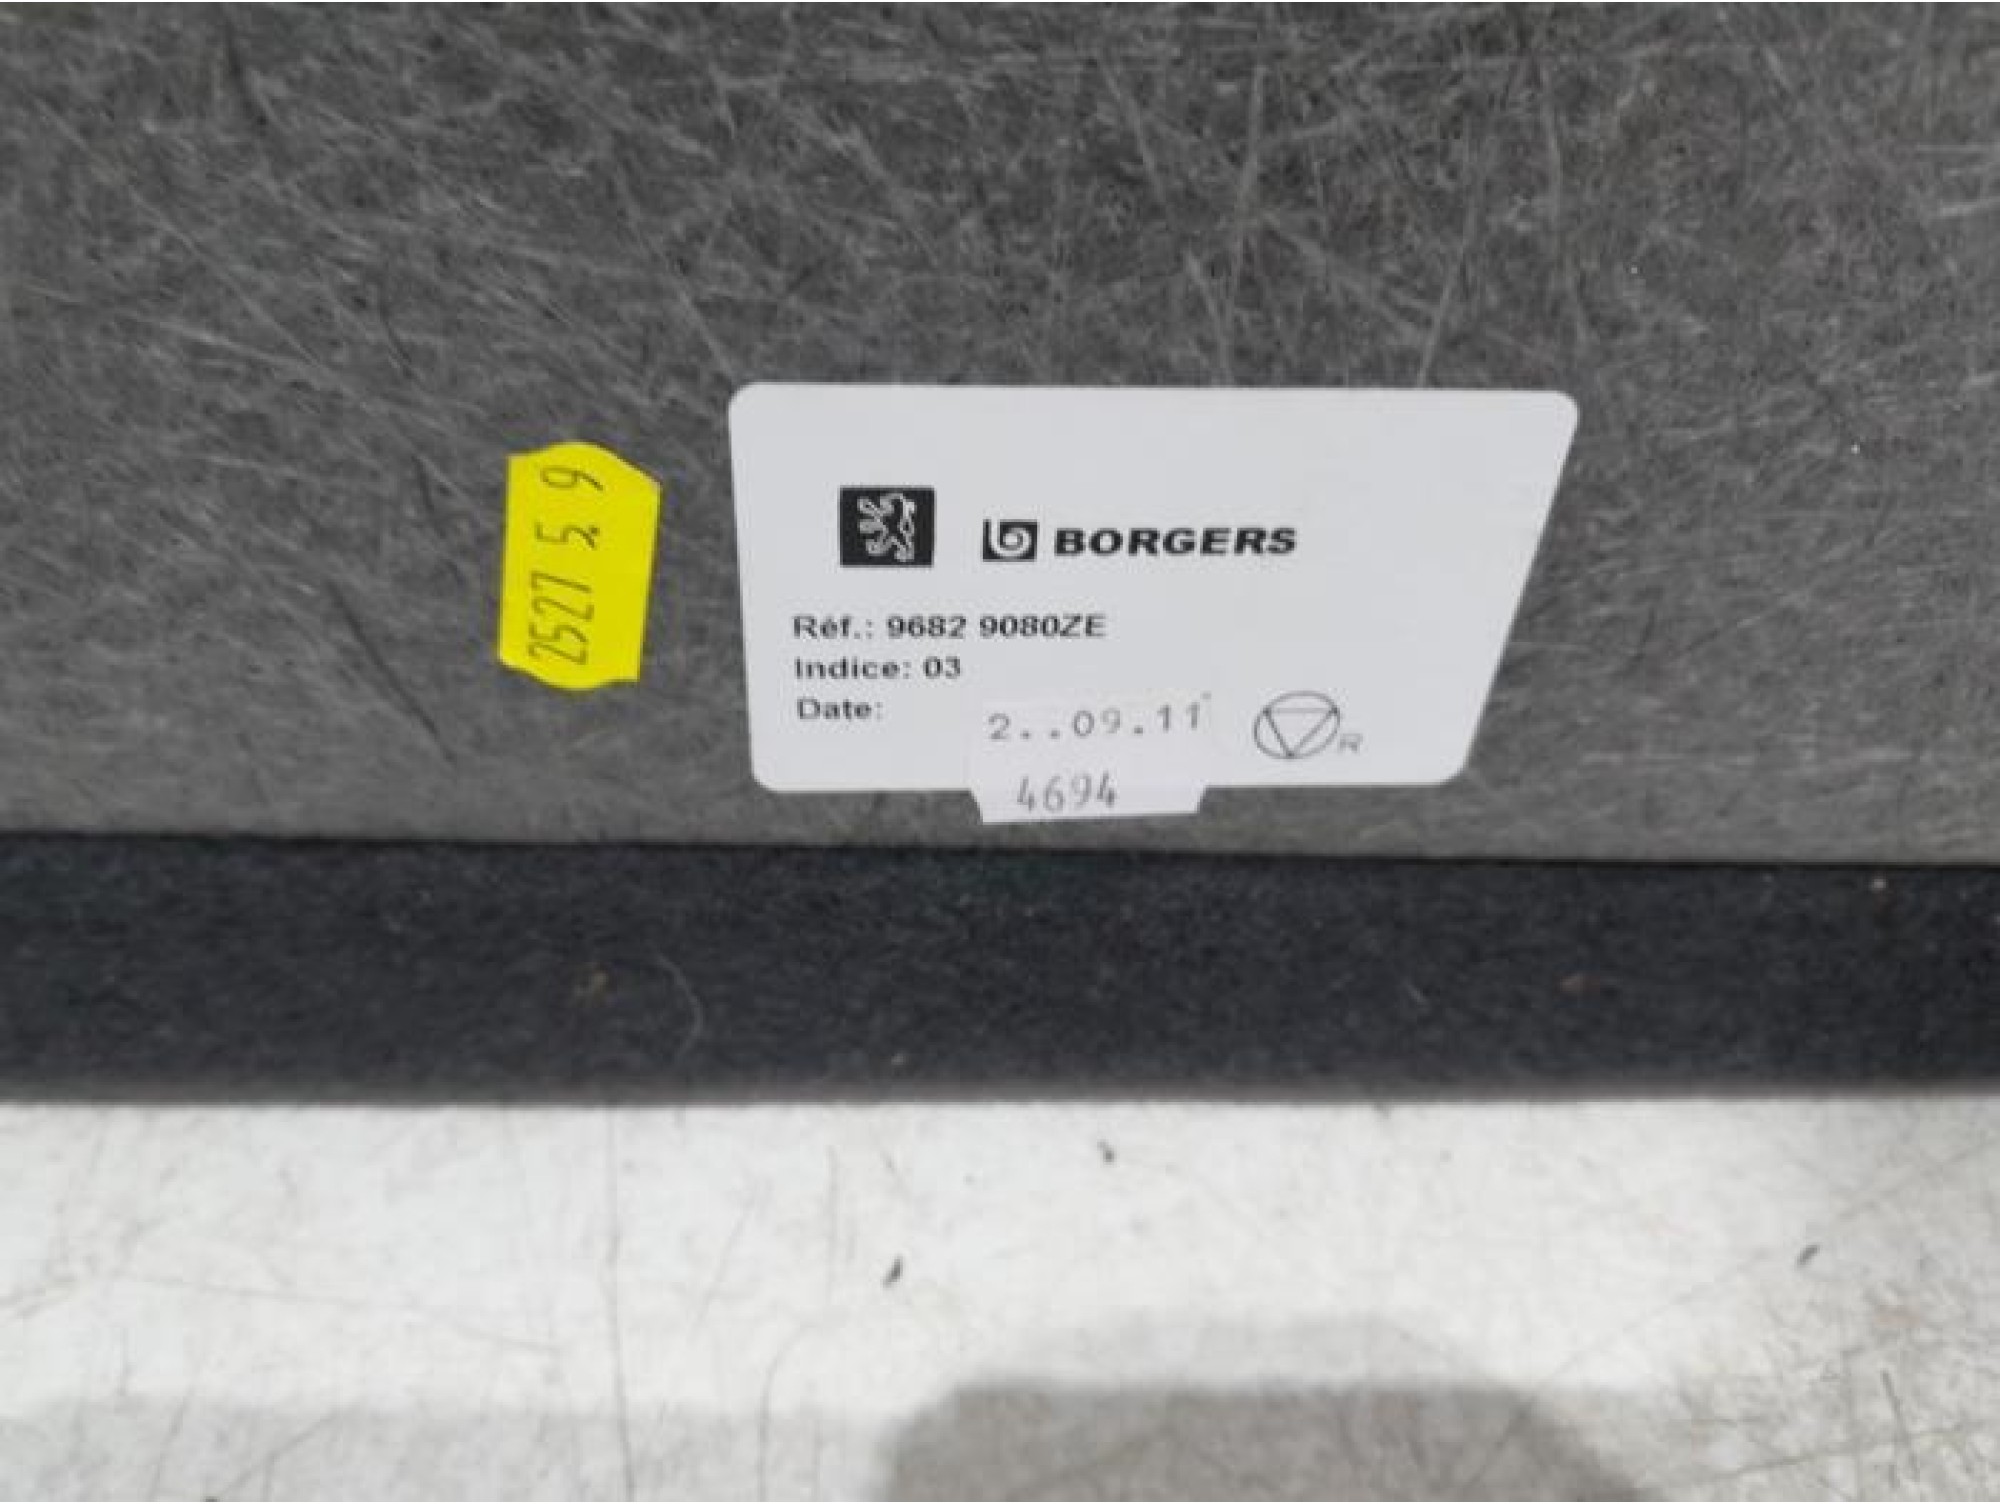 2527 5.9
BORGERS
Réf.: 9682 9080ZE
Indice: 03
Date:
2..09.11
R
4694